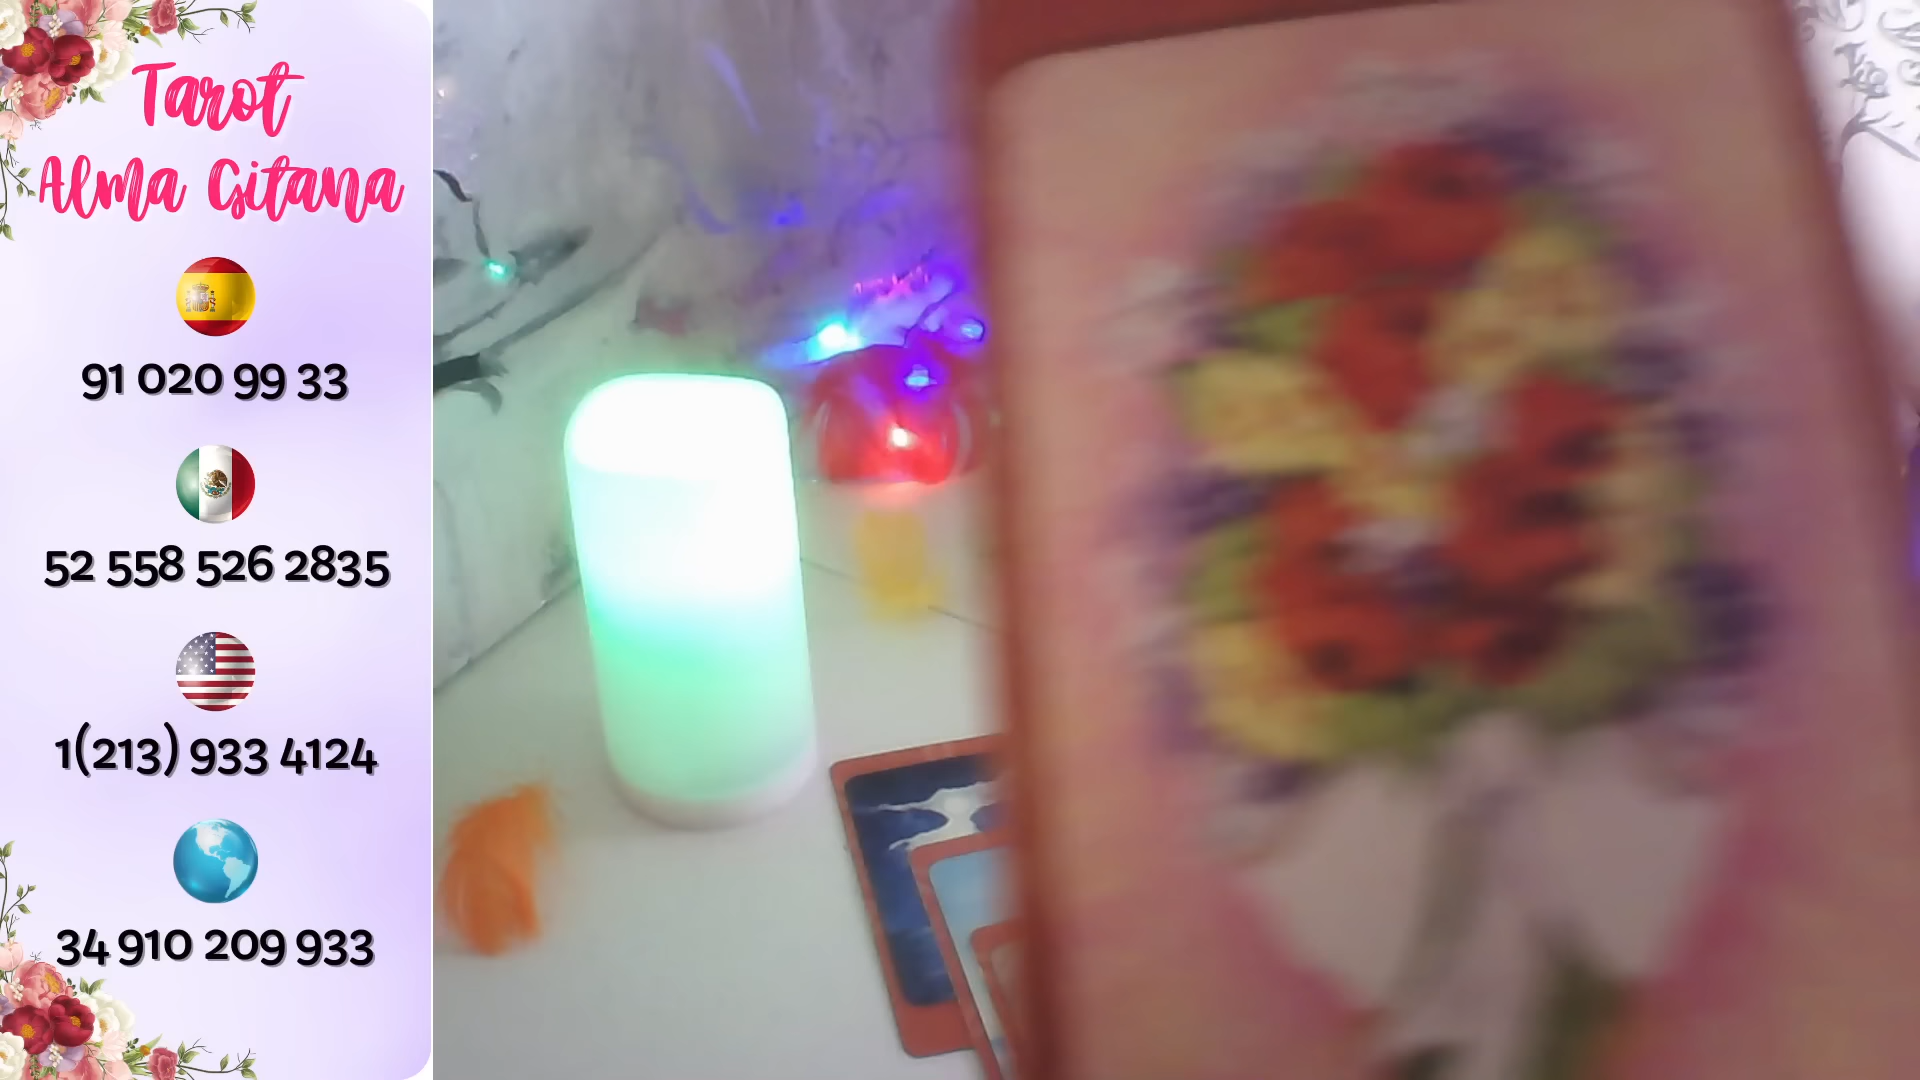 Tarot
Alma Gitana
91 020 99 33
52 558 526 2835
1(213) 933 4124
34 910 209 933